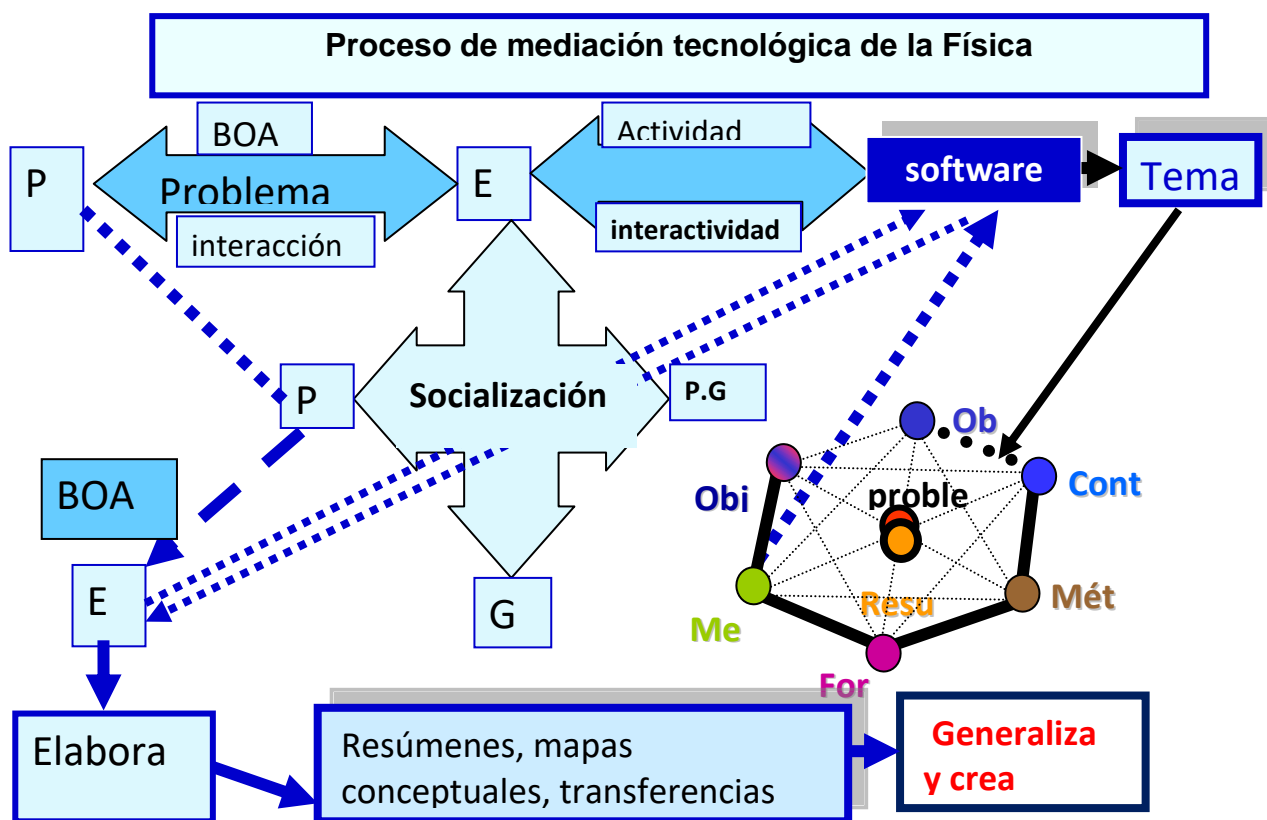 Proceso de mediación tecnológica de la Física
BOA
Actividad
P
Problema
E
software
Tema
interacción
interactividad
P
Socialización
P.G
Ob
BOA
Obj
proble
Cont
E
G
Me
Resu
Mét
For
Elabora
Resúmenes, mapas
conceptuales, transferencias
Generaliza
y crea